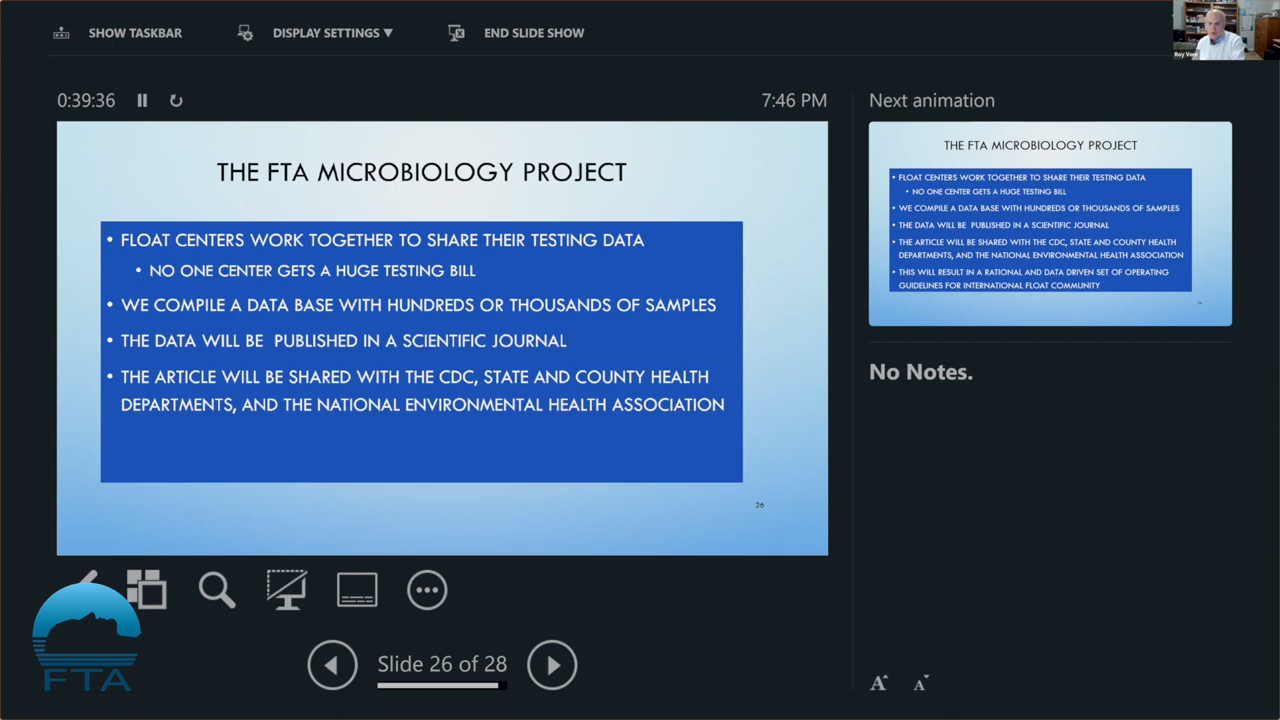 SHOW TASKBAR
DISPLAY SETTINGS ▼
END SLIDE SHOW
0:39:36
7:46 PM
THE FTA MICROBIOLOGY PROJECT
• FLOAT CENTERS WORK TOGETHER TO SHARE THEIR TESTING DATA
• NO ONE CENTER GETS A HUGE TESTING BILL
• WE COMPILE A DATA BASE WITH HUNDREDS OR THOUSANDS OF SAMPLES
• THE DATA WILL BE PUBLISHED IN A SCIENTIFIC JOURNAL
• THE ARTICLE WILL BE SHARED WITH THE CDC, STATE AND COUNTY HEALTH
DEPARTMENTS, AND THE NATIONAL ENVIRONMENTAL HEALTH ASSOCIATION
26
Next animation
THE FTA MICROBIOLOGY PROJECT
• FLOAT CENTERS WORK TOGETHER TO SHARE THEIR TESTING DATA
• NO ONE CENTER GETS A HUGE TESTING BILL
• WE COMPILE A DATA BASE WITH HUNDREDS OR THOUSANDS OF SAMPLES
• THE DATA WILL BE PUBLISHED IN A SCIENTIFIC JOURNAL
• THE ARTICLE WILL BE SHARED WITH THE CDC, STATE AND COUNTY HEALTH
DEPARTMENTS, AND THE NATIONAL ENVIRONMENTAL HEALTH ASSOCIATION
• THIS WILL RESULT IN A RATIONAL AND DATA DRIVEN SET OF OPERATING
GUIDELINES FOR INTERNATIONAL FLOAT COMMUNITY
No Notes.
Slide 26 of 28
FTA
A
A